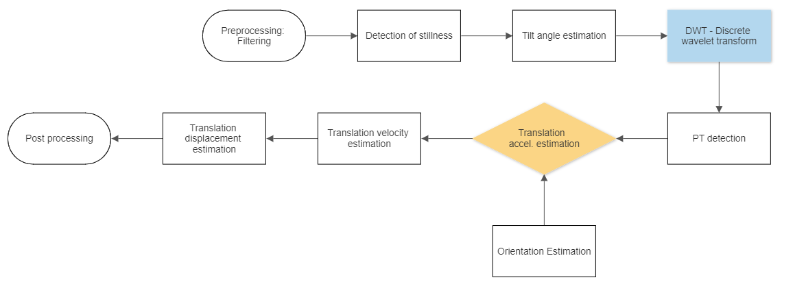 Preprocessing:
Filtering
Detection of stillness
Tilt angle estimation
DWT - Discrete
wavelet transform
Post processing
Translation
displacement
estimation
Translation velocity
estimation
Translation
accel. estimation
PT detection
Orientation Estimation